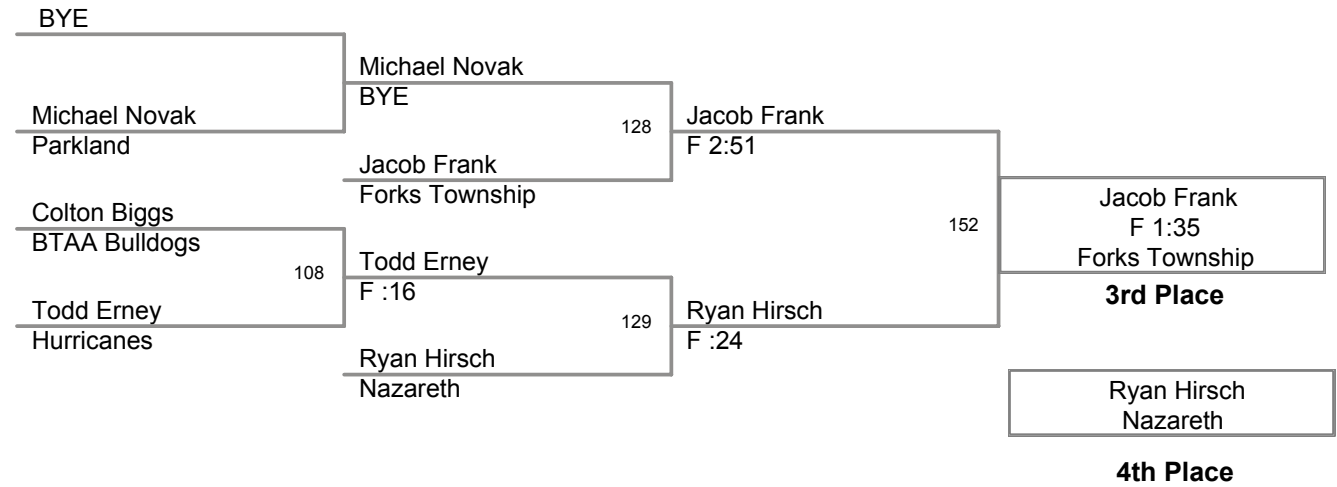 BYE
Michael Novak
Parkland
Colton Biggs
BTAA Bulldogs
108
Todd Erney
Hurricanes
Michael Novak
BYE
128
Jacob Frank
Forks Township
Todd Erney
F :16
129
Ryan Hirsch
Nazareth
Jacob Frank
F 2:51
152
Ryan Hirsch
F :24
Jacob Frank
F 1:35
Forks Township
3rd Place
Ryan Hirsch
Nazareth
4th Place